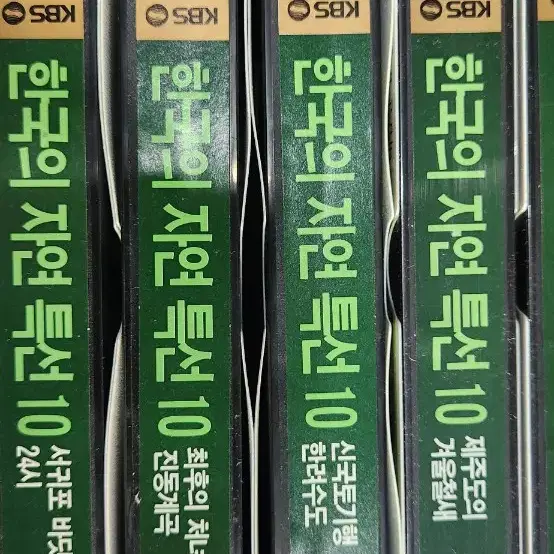 KBS
한국의 자연 특선 10
서귀포
24시
KBS
한국의 자연 특선 10
최후의
진동계곡
KBS
한국의 자연 특선 10
신국토기행
한라수도
KBS
한국의 자연 특선 10
제주도의
겨울철새